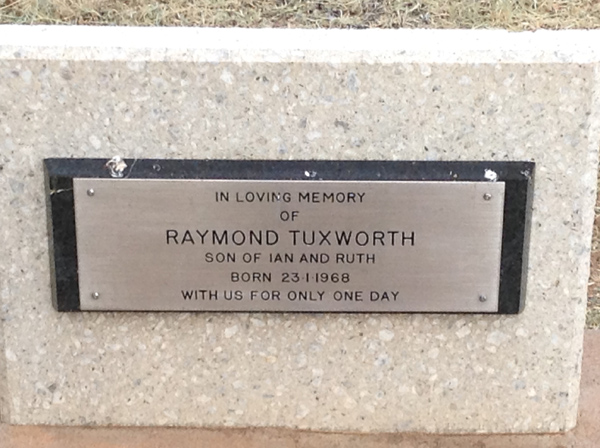 IN LOVING MEMORY
OF
RAYMOND TUXWORTH
SON OF IAN AND RUTH
BORN 23·1·1968
WITH US FOR ONLY ONE DAY